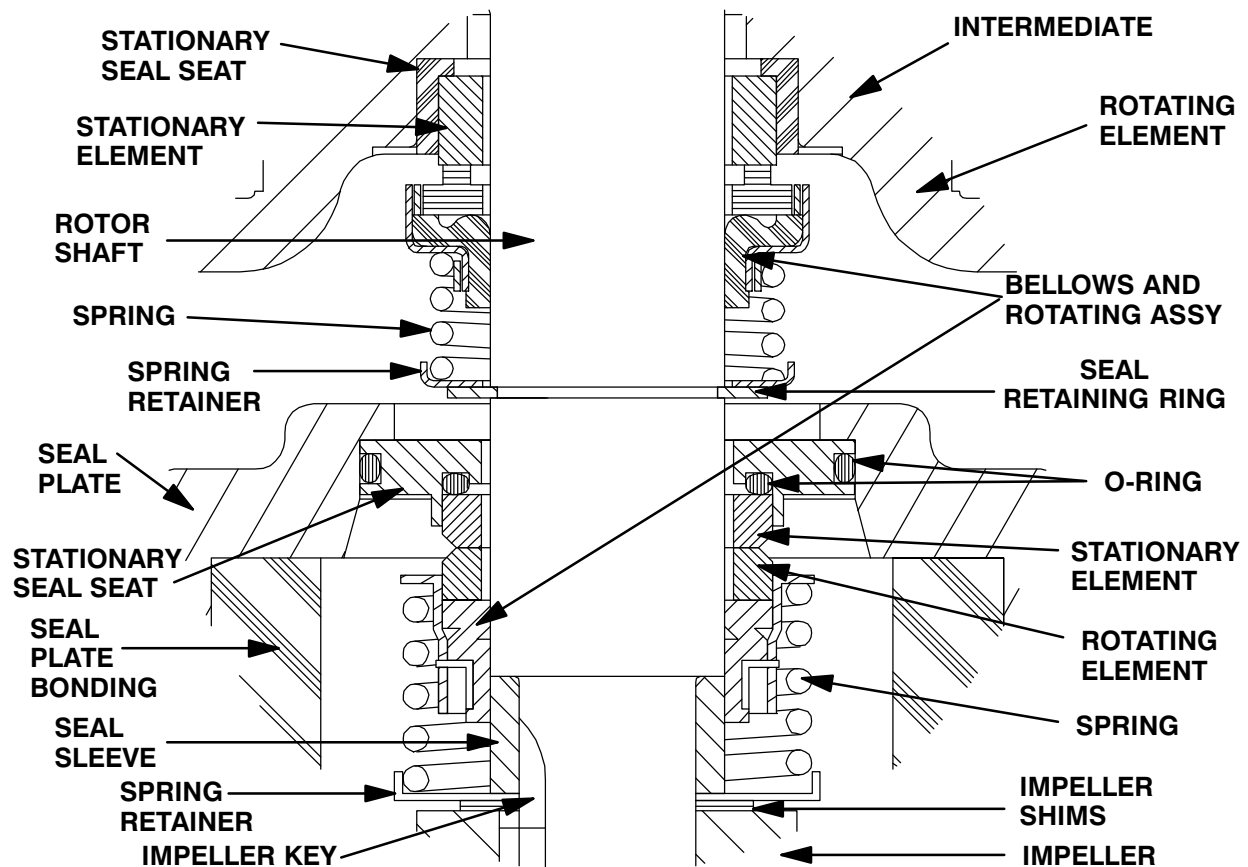 STATIONARY
SEAL SEAT
STATIONARY
ELEMENT
ROTOR
SHAFT
SPRING
SPRING
RETAINER
SEAL
PLATE
STATIONARY
SEAL SEAT
SEAL
PLATE
BONDING
SEAL
SLEEVE
SPRING
RETAINER
IMPELLER KEY
INTERMEDIATE
ROTATING
ELEMENT
BELLOWS AND
ROTATING ASSY
SEAL
RETAINING RING
O-RING
STATIONARY
ELEMENT
ROTATING
ELEMENT
SPRING
IMPELLER
SHIMS
IMPELLER